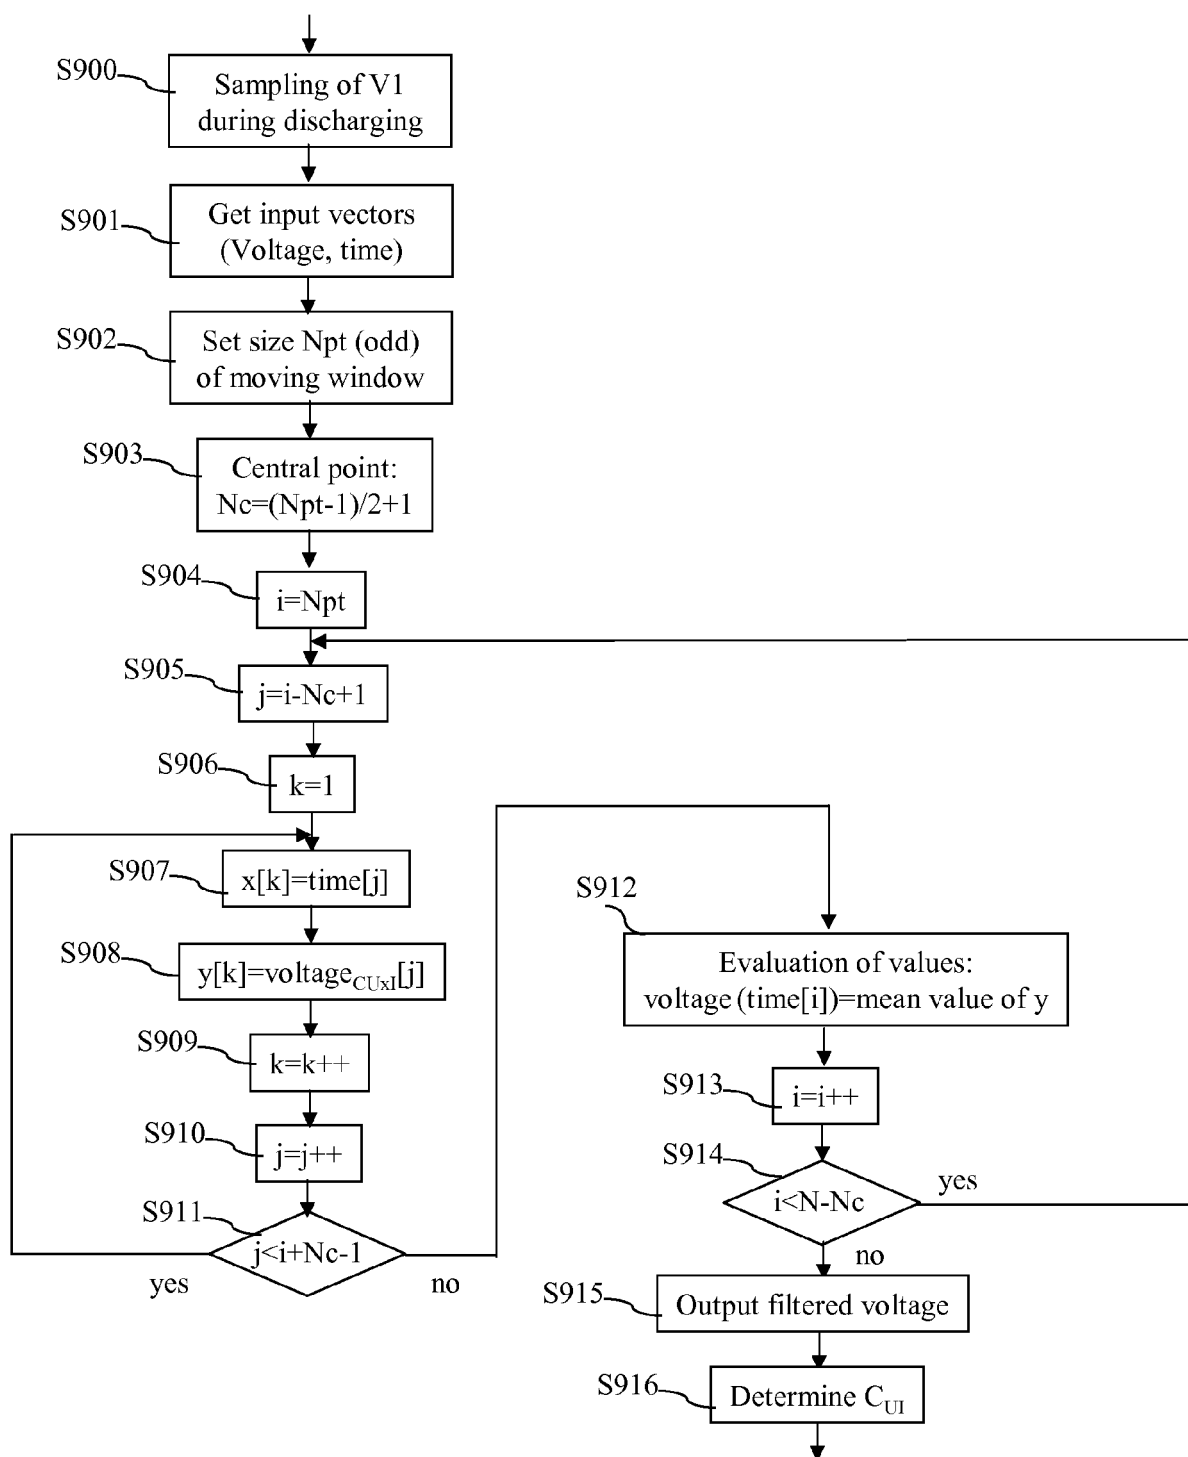 S900
Sampling of V1
during discharging
S901
Get input vectors
(Voltage, time)
S902
Set size Npt (odd)
of moving window
S903
Central point:
Nc=(Npt-1)/2+1
S904
i=Npt
S905
j=i-Nc+1
S906
k=1
S907
x[k]=time[j]
S908
y[k]=voltage_CUxI[j]
S909
k=k++
S910
j=j++
S911
j<i+Nc-1
yes
no
S912
Evaluation of values:
voltage (time[i])=mean value of y
S913
i=i++
S914
i<N-Nc
yes
no
S915
Output filtered voltage
S916
Determine C_UI